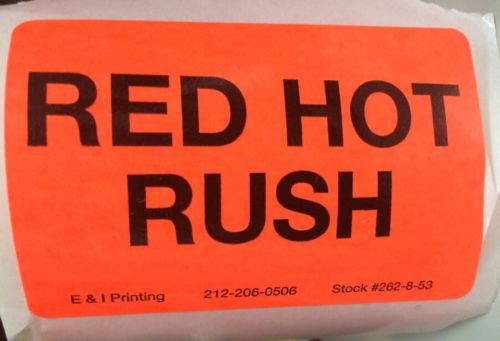 RED HOT
RUSH
E & I Printing 212-206-0506 Stock #262-8-53